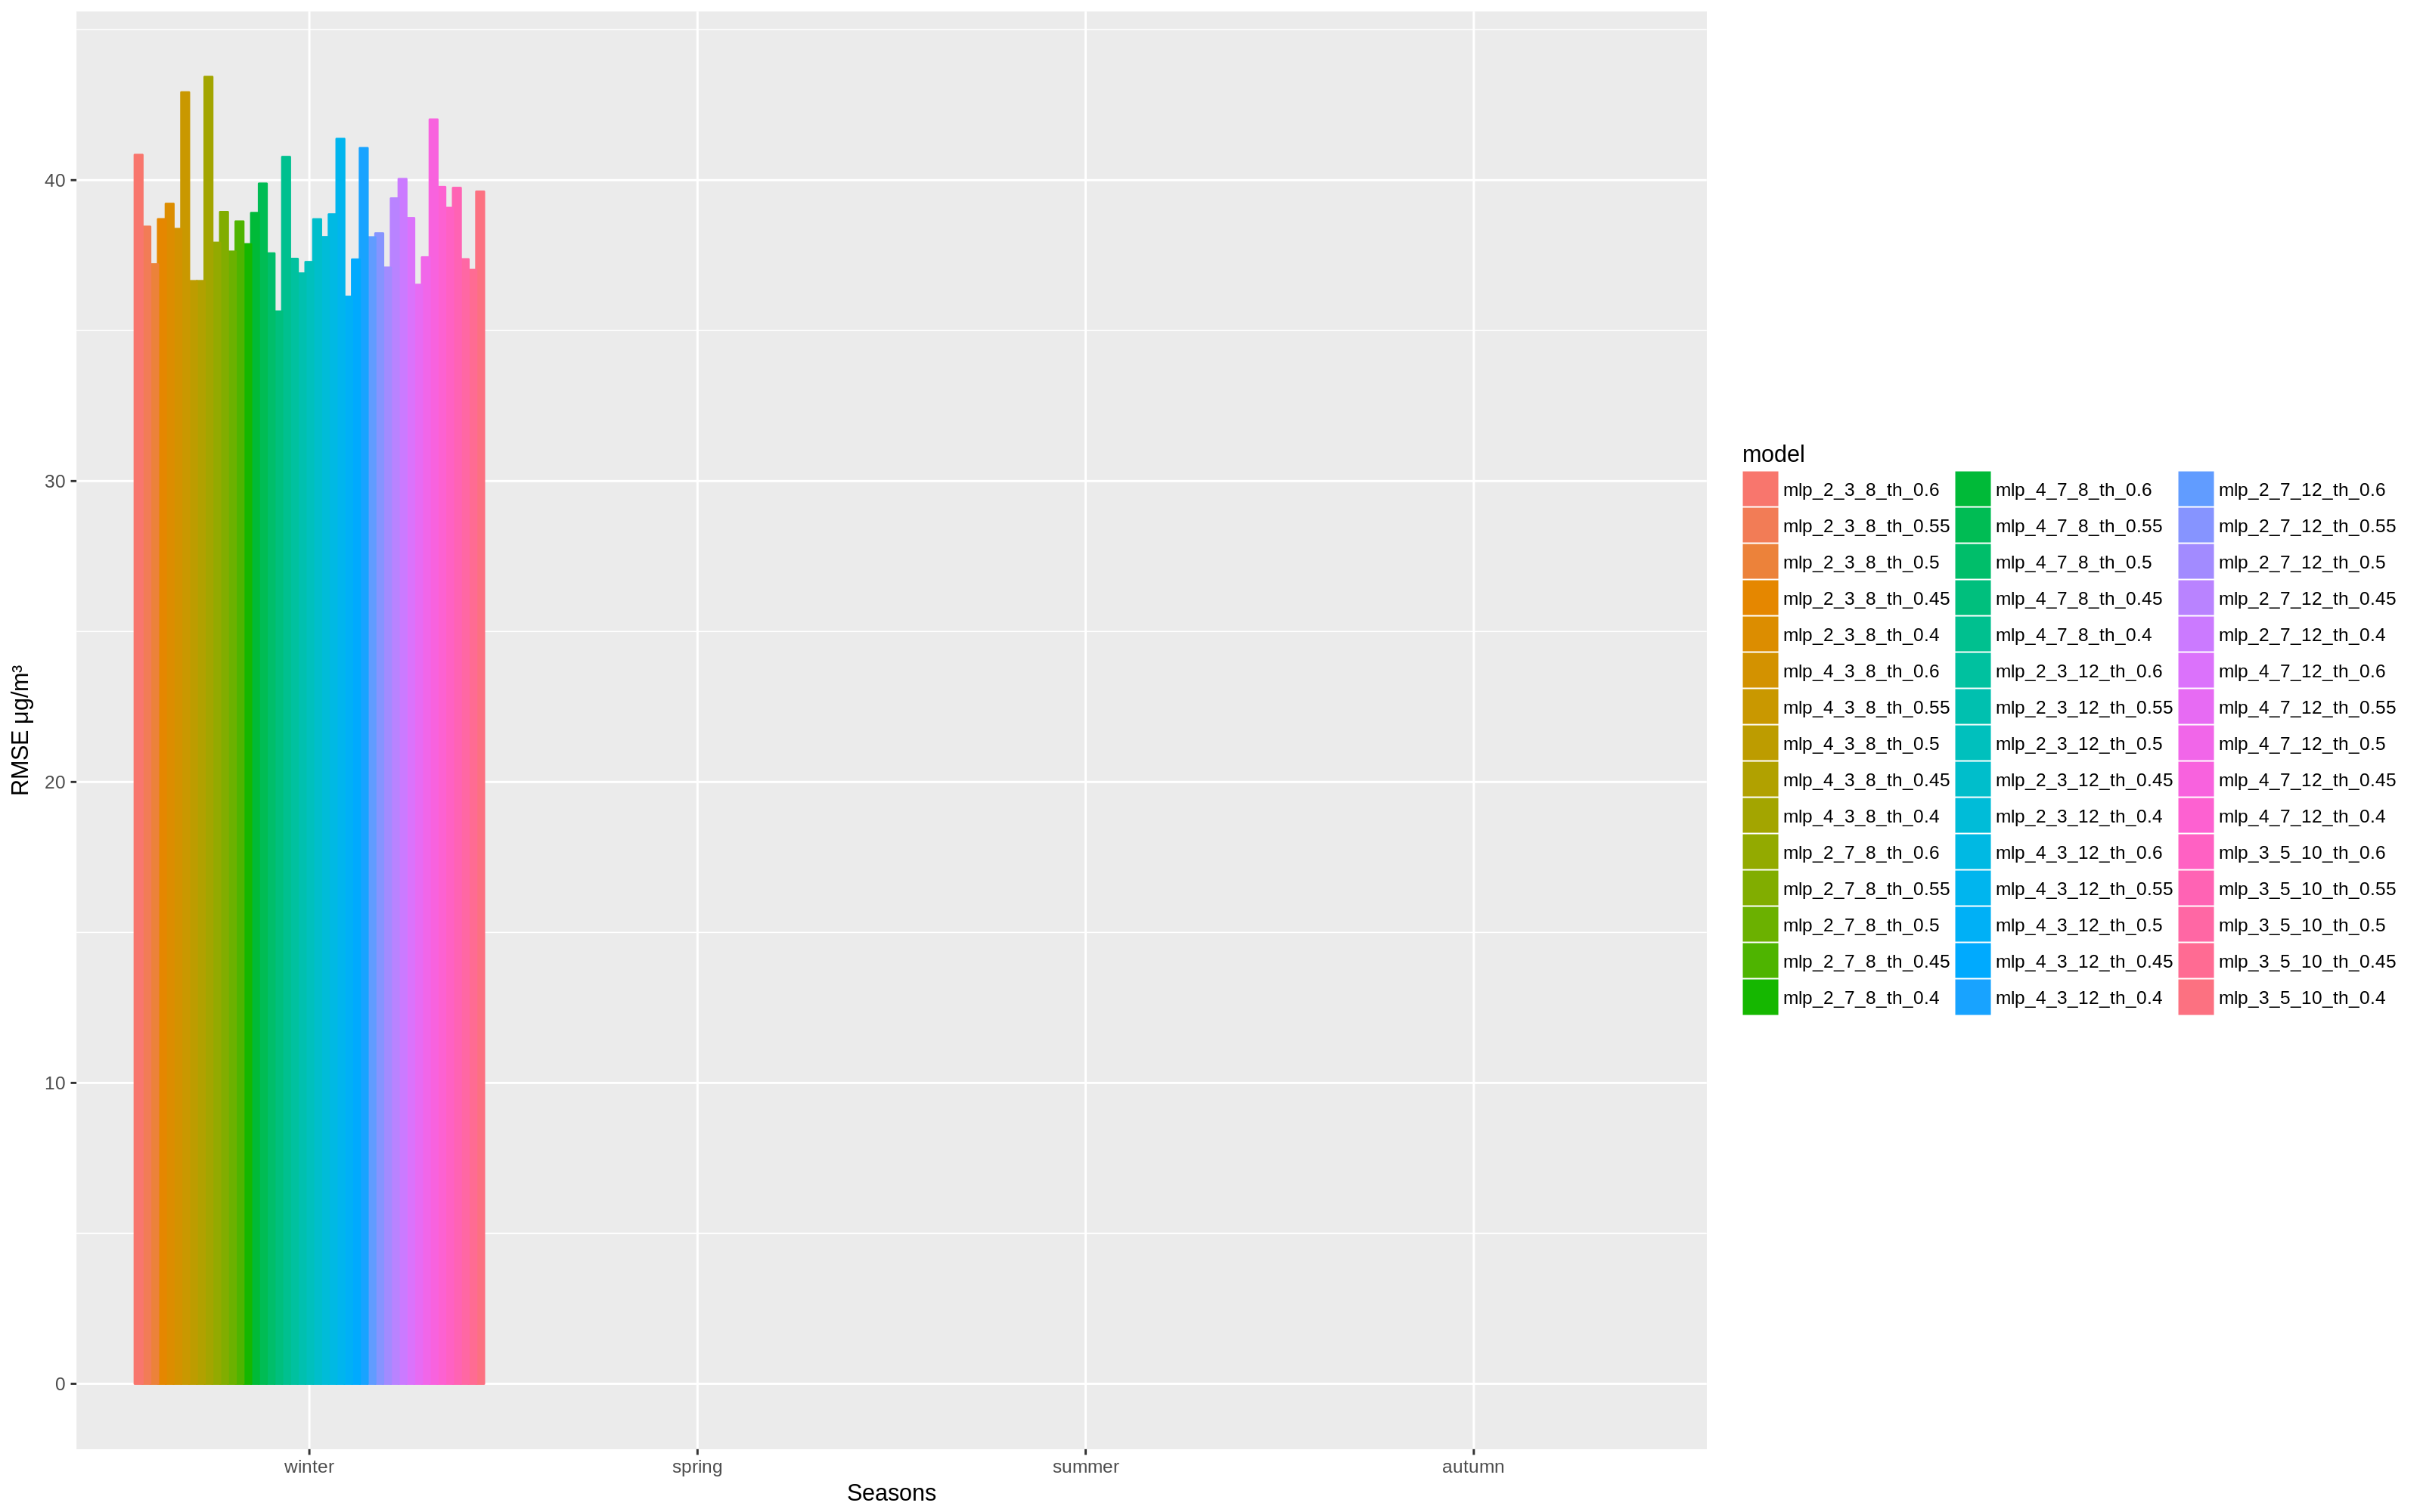 40
30
20
10
0
RMSE μg/m³
winter
spring
summer
autumn
Seasons
model
mlp_2_3_8_th_0.6
mlp_2_3_8_th_0.55
mlp_2_3_8_th_0.5
mlp_2_3_8_th_0.45
mlp_2_3_8_th_0.4
mlp_4_3_8_th_0.6
mlp_4_3_8_th_0.55
mlp_4_3_8_th_0.5
mlp_4_3_8_th_0.45
mlp_4_3_8_th_0.4
mlp_2_7_8_th_0.6
mlp_2_7_8_th_0.55
mlp_2_7_8_th_0.5
mlp_2_7_8_th_0.45
mlp_2_7_8_th_0.4
mlp_4_7_8_th_0.6
mlp_4_7_8_th_0.55
mlp_4_7_8_th_0.5
mlp_4_7_8_th_0.45
mlp_4_7_8_th_0.4
mlp_2_3_12_th_0.6
mlp_2_3_12_th_0.55
mlp_2_3_12_th_0.5
mlp_2_3_12_th_0.45
mlp_2_3_12_th_0.4
mlp_4_3_12_th_0.6
mlp_4_3_12_th_0.55
mlp_4_3_12_th_0.5
mlp_4_3_12_th_0.45
mlp_4_3_12_th_0.4
mlp_2_7_12_th_0.6
mlp_2_7_12_th_0.55
mlp_2_7_12_th_0.5
mlp_2_7_12_th_0.45
mlp_2_7_12_th_0.4
mlp_4_7_12_th_0.6
mlp_4_7_12_th_0.55
mlp_4_7_12_th_0.5
mlp_4_7_12_th_0.45
mlp_4_7_12_th_0.4
mlp_3_5_10_th_0.6
mlp_3_5_10_th_0.55
mlp_3_5_10_th_0.5
mlp_3_5_10_th_0.45
mlp_3_5_10_th_0.4